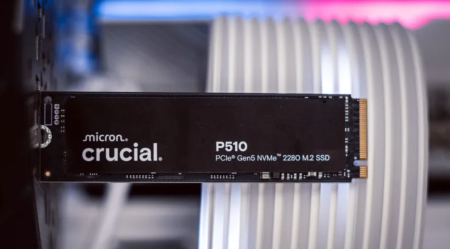 micron.
crucial.
P510
PCIe® Gen5 NVMe™ 2280 M.2 SSD